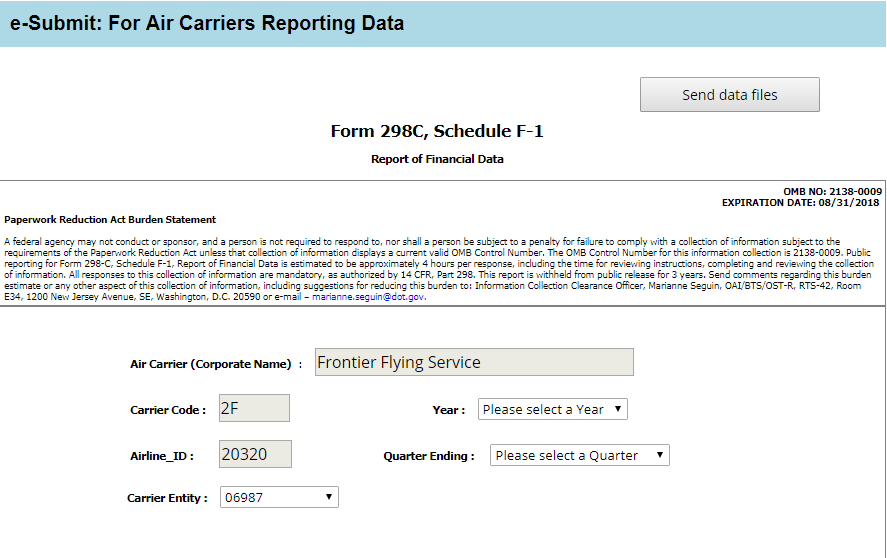 e-Submit: For Air Carriers Reporting Data
Send data files
Form 298C, Schedule F-1
Report of Financial Data
OMB NO: 2138-0009
EXPIRATION DATE: 08/31/2018
Paperwork Reduction Act Burden Statement
A federal agency may not conduct or sponsor, and a person is not required to respond to, nor shall a person be subject to a penalty for failure to comply with a collection of information subject to the
requirements of the Paperwork Reduction Act unless that collection of information displays a current valid OMB Control Number. The OMB Control Number for this information collection is 2138-0009. Public
reporting for Form 298-C, Schedule F-1, Report of Financial Data is estimated to be approximately 4 hours per response, including the time for reviewing instructions, completing and reviewing the collection
of information. All responses to this collection of information are mandatory, as authorized by 14 CFR, Part 298. This report is withheld from public release for 3 years. Send comments regarding this burden
estimate or any other aspect of this collection of information, including suggestions for reducing this burden to: Information Collection Clearance Officer, Marianne Seguin, OAI/BTS/OST-R, RTS-42, Room
E34, 1200 New Jersey Avenue, SE, Washington, D.C. 20590 or e-mail – marianne.seguin@dot.gov.
Air Carrier (Corporate Name) : Frontier Flying Service
Carrier Code : 2F Year : Please select a Year
Airline_ID : 20320 Quarter Ending : Please select a Quarter
Carrier Entity : 06987